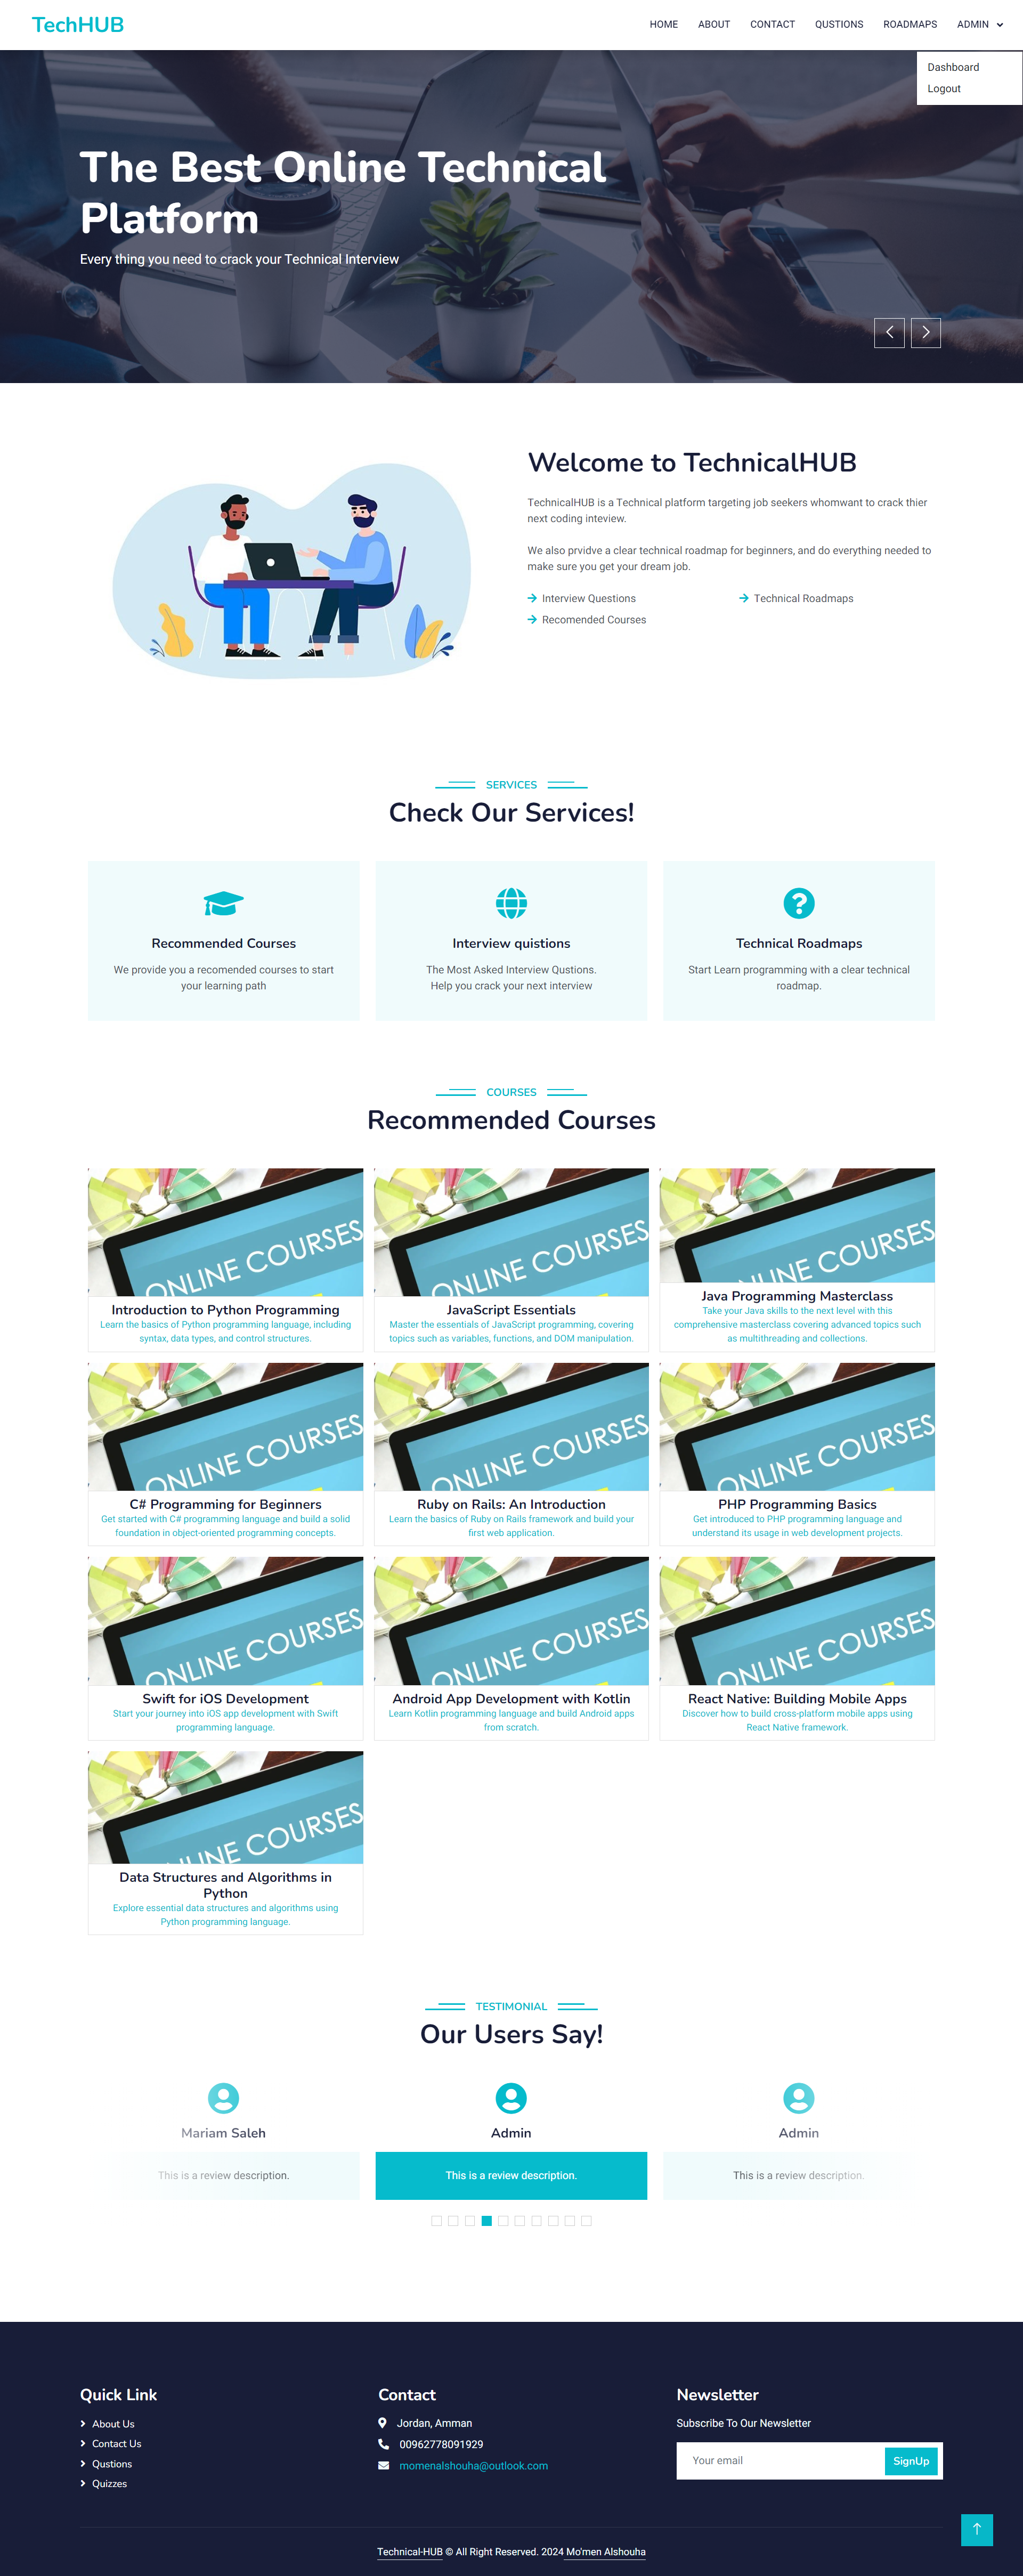 TechHUB
HOME
ABOUT
CONTACT
QUSTIONS
ROADMAPS
ADMIN
Dashboard
Logout
The Best Online Technical
Platform
Every thing you need to crack your Technical Interview
Welcome to TechnicalHUB
TechnicalHUB is a Technical platform targeting job seekers whomwant to crack thier
next coding inteview.
We also prvidve a clear technical roadmap for beginners, and do everything needed to
make sure you get your dream job.
Interview Questions
Technical Roadmaps
Recomended Courses
SERVICES
Check Our Services!
Recommended Courses
We provide you a recomended courses to start
your learning path
Interview quistions
The Most Asked Interview Qustions.
Help you crack your next interview
Technical Roadmaps
Start Learn programming with a clear technical
roadmap.
COURSES
Recommended Courses
ONLINE COURSES
Introduction to Python Programming
Learn the basics of Python programming language, including
syntax, data types, and control structures.
ONLINE COURSES
JavaScript Essentials
Master the essentials of JavaScript programming, covering
topics such as variables, functions, and DOM manipulation.
ONLINE COURSES
Java Programming Masterclass
Take your Java skills to the next level with this
comprehensive masterclass covering advanced topics such
as multithreading and collections.
ONLINE COURSES
C# Programming for Beginners
Get started with C# programming language and build a solid
foundation in object-oriented programming concepts.
ONLINE COURSES
Ruby on Rails: An Introduction
Learn the basics of Ruby on Rails framework and build your
first web application.
ONLINE COURSES
PHP Programming Basics
Get introduced to PHP programming language and
understand its usage in web development projects.
ONLINE COURSES
Swift for iOS Development
Start your journey into iOS app development with Swift
programming language.
ONLINE COURSES
Android App Development with Kotlin
Learn Kotlin programming language and build Android apps
from scratch.
ONLINE COURSES
React Native: Building Mobile Apps
Discover how to build cross-platform mobile apps using
React Native framework.
ONLINE COURSES
Data Structures and Algorithms in
Python
Explore essential data structures and algorithms using
Python programming language.
TESTIMONIAL
Our Users Say!
Mariam Saleh
This is a review description.
Admin
This is a review description.
Admin
This is a review description.
Quick Link
About Us
Contact Us
Qustions
Quizzes
Contact
Jordan, Amman
00962778091929
momenalshouha@outlook.com
Newsletter
Subscribe To Our Newsletter
Your email
SignUp
Technical-HUB © All Right Reserved. 2024 Mo'men Alshouha